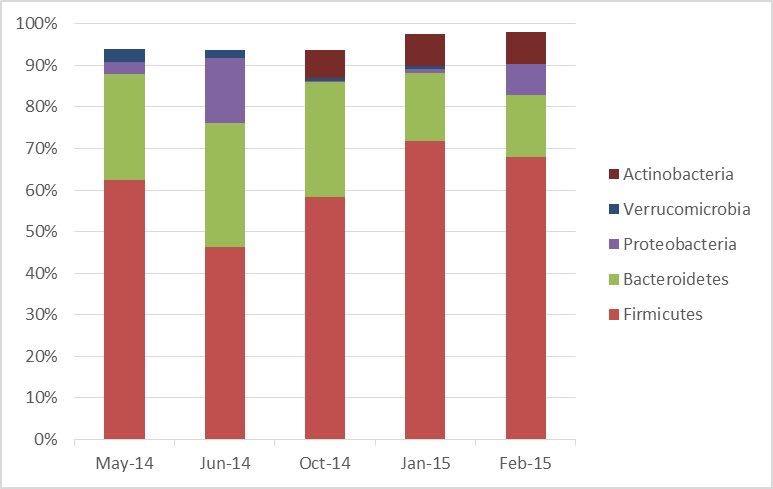 100%
90%
80%
70%
60%
50%
40%
30%
20%
10%
0%
May-14 Jun-14 Oct-14 Jan-15 Feb-15
Actinobacteria
Verrucomicrobia
Proteobacteria
Bacteroidetes
Firmicutes